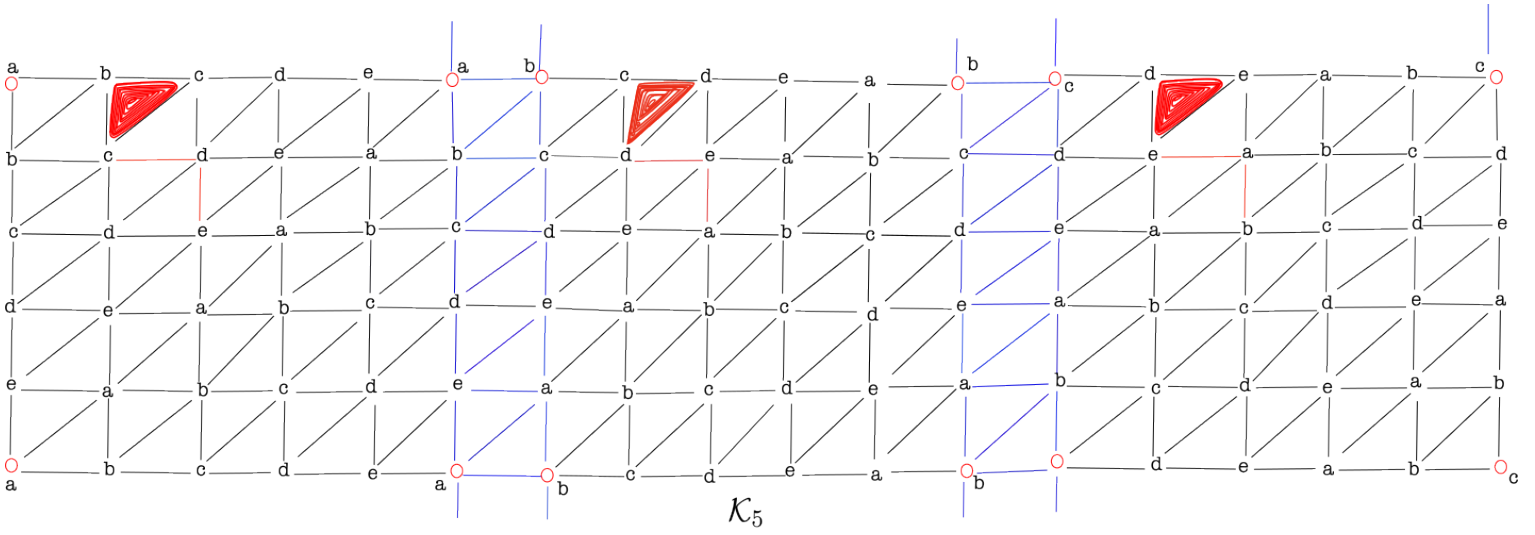 a b c d e a b c d e a b c d e a b c
b c d e a b c d e a b c d e a b c d
c d e a b c d e a b c d e a b c d e
d e a b c d e a b c d e a b c d e a
e a b c d e a b c d e a b c d e a b
a b c d e a b c d e a b d e a b c
𝒦₅